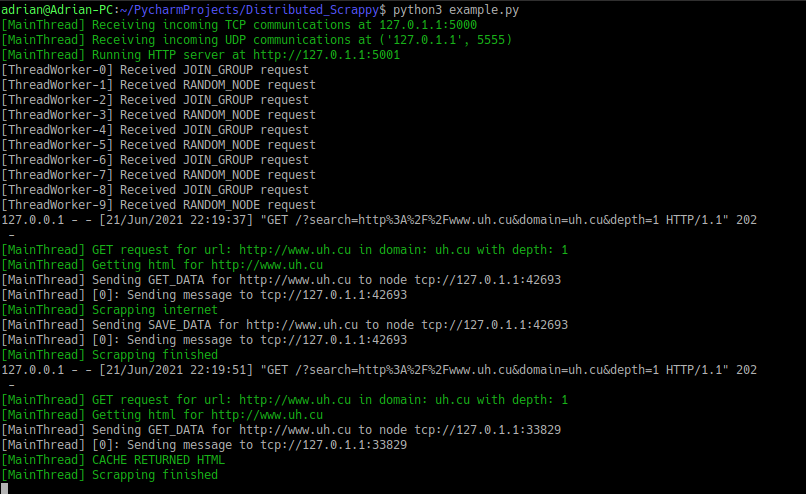 adrian@Adrian-PC:~/PycharmProjects/Distributed_Scrappy$ python3 example.py
[MainThread] Receiving incoming TCP communications at 127.0.1.1:5000
[MainThread] Receiving incoming UDP communications at ('127.0.1.1', 5555)
[MainThread] Running HTTP server at http://127.0.1.1:5001
[ThreadWorker-0] Received JOIN_GROUP request
[ThreadWorker-1] Received RANDOM_NODE request
[ThreadWorker-2] Received JOIN_GROUP request
[ThreadWorker-3] Received RANDOM_NODE request
[ThreadWorker-4] Received JOIN_GROUP request
[ThreadWorker-5] Received RANDOM_NODE request
[ThreadWorker-6] Received JOIN_GROUP request
[ThreadWorker-7] Received RANDOM_NODE request
[ThreadWorker-8] Received JOIN_GROUP request
[ThreadWorker-9] Received RANDOM_NODE request
127.0.0.1 - - [21/Jun/2021 22:19:37] "GET /?search=http%3A%2F%2Fwww.uh.cu&domain=uh.cu&depth=1 HTTP/1.1" 202
-
[MainThread] GET request for url: http://www.uh.cu in domain: uh.cu with depth: 1
[MainThread] Getting html for http://www.uh.cu
[MainThread] Sending GET_DATA for http://www.uh.cu to node tcp://127.0.1.1:42693
[MainThread] [0]: Sending message to tcp://127.0.1.1:42693
[MainThread] Scrapping internet
[MainThread] Sending SAVE_DATA for http://www.uh.cu to node tcp://127.0.1.1:42693
[MainThread] [0]: Sending message to tcp://127.0.1.1:42693
[MainThread] Scrapping finished
127.0.0.1 - - [21/Jun/2021 22:19:51] "GET /?search=http%3A%2F%2Fwww.uh.cu&domain=uh.cu&depth=1 HTTP/1.1" 202
-
[MainThread] GET request for url: http://www.uh.cu in domain: uh.cu with depth: 1
[MainThread] Getting html for http://www.uh.cu
[MainThread] Sending GET_DATA for http://www.uh.cu to node tcp://127.0.1.1:33829
[MainThread] [0]: Sending message to tcp://127.0.1.1:33829
[MainThread] CACHE RETURNED HTML
[MainThread] Scrapping finished